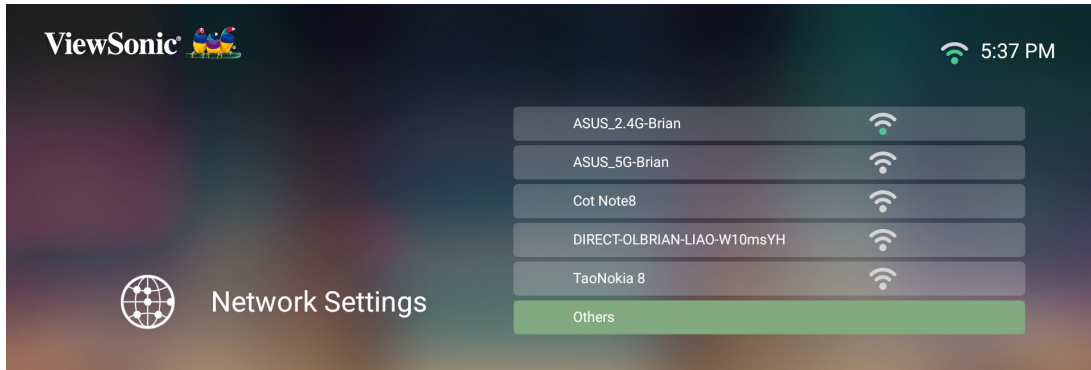 ViewSonic®
5:37 PM
ASUS_2.4G-Brian
ASUS_5G-Brian
Cot Note8
DIRECT-OLBRIAN-LIAO-W10msYH
TaoNokia 8
Others
Network Settings